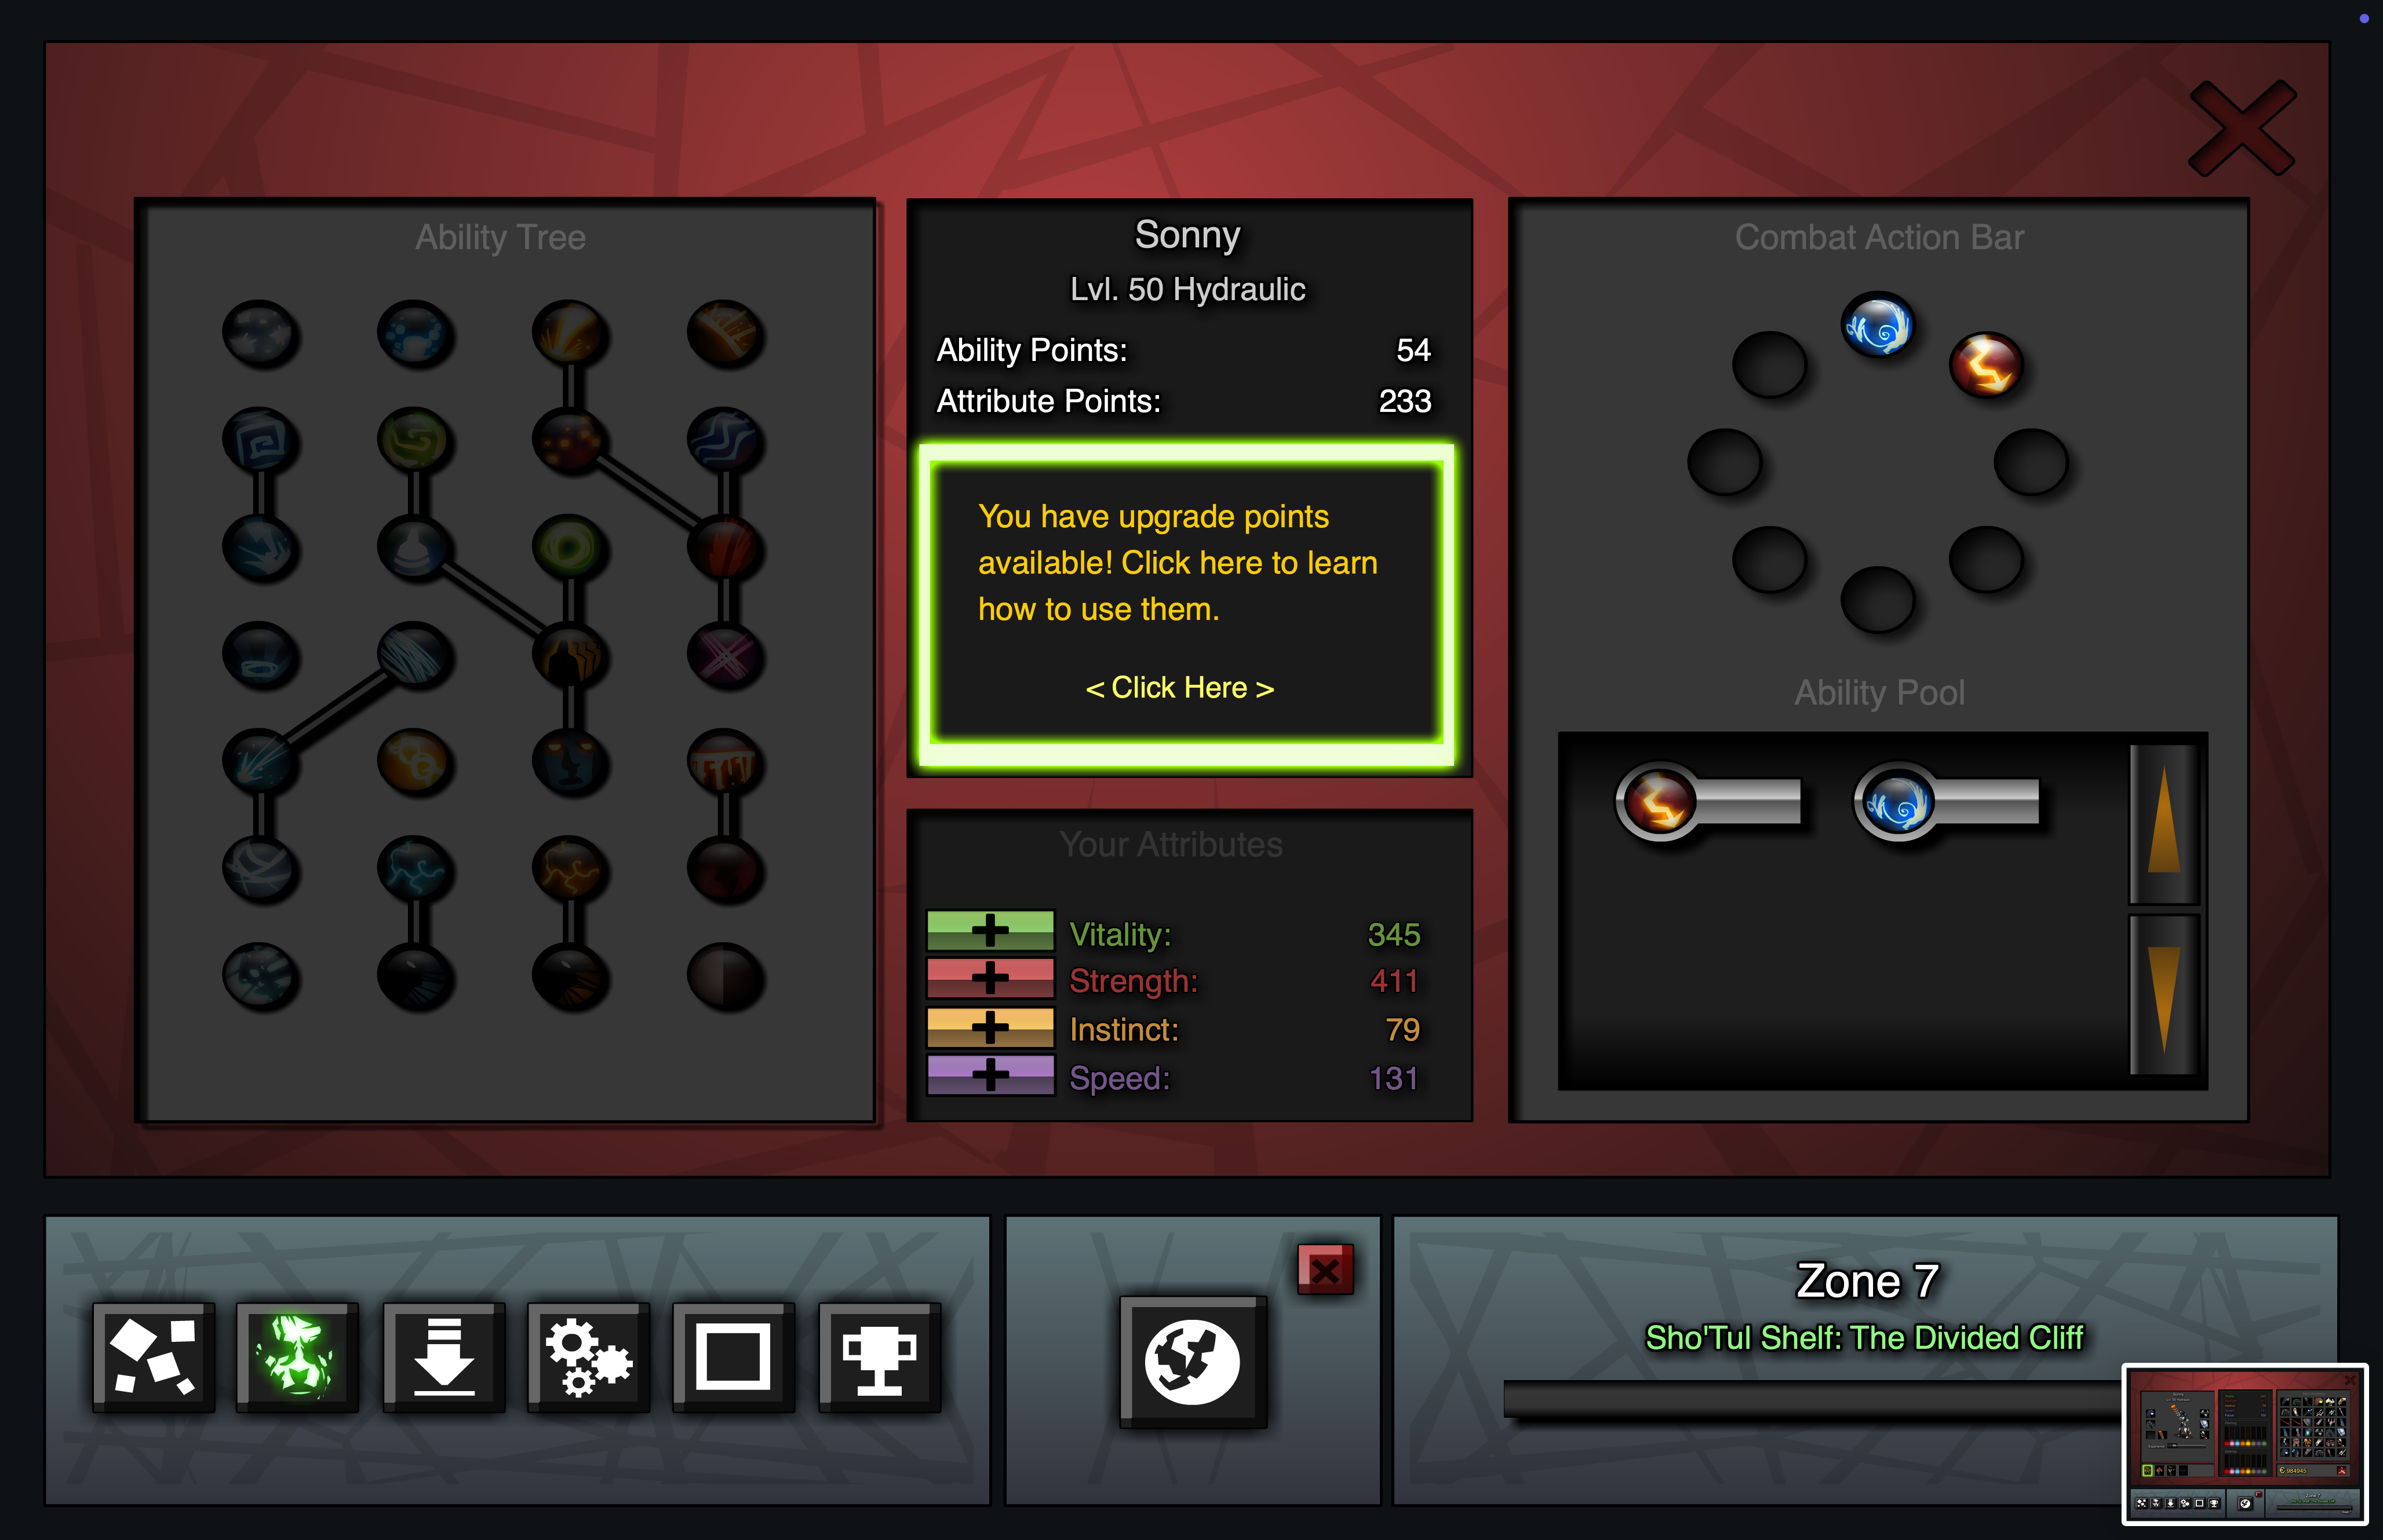 Ability Tree
Sonny
Lvl. 50 Hydraulic
Ability Points: 54
Attribute Points: 233
You have upgrade points
available! Click here to learn
how to use them.
< Click Here >
Your Attributes
Vitality: 345
Strength: 411
Instinct: 79
Speed: 131
Combat Action Bar
Ability Pool
Zone 7
Sho'Tul Shelf: The Divided Cliff
984945